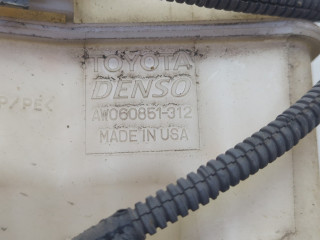 TOYOTA
DENSO
AW060851-312
MADE IN USA